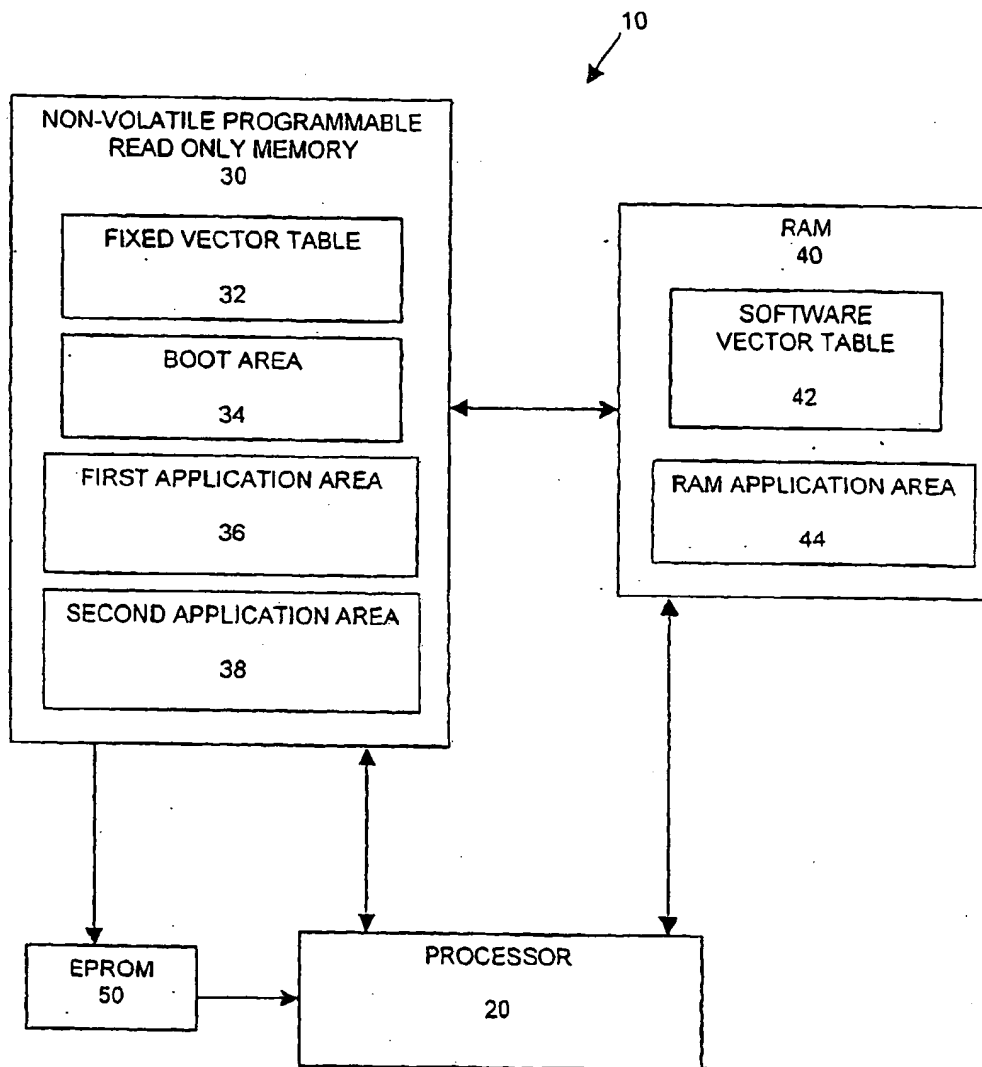 10
NON-VOLATILE PROGRAMMABLE
READ ONLY MEMORY
30
FIXED VECTOR TABLE
32
BOOT AREA
34
FIRST APPLICATION AREA
36
SECOND APPLICATION AREA
38
RAM
40
SOFTWARE
VECTOR TABLE
42
RAM APPLICATION AREA
44
EPROM
50
PROCESSOR
20